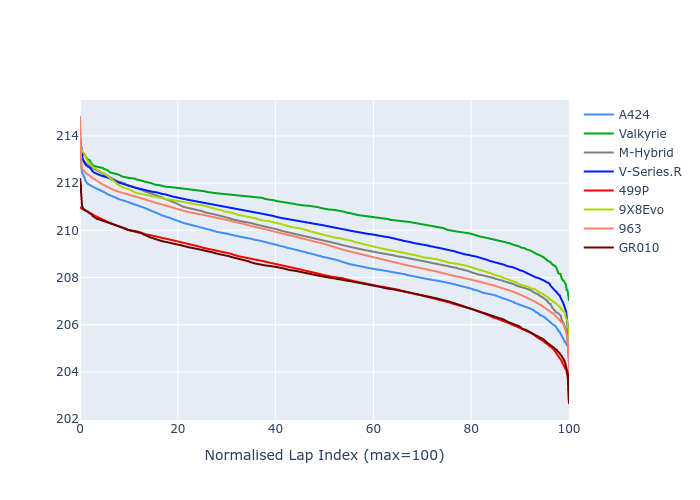 214
212
210
208
206
204
202
0
20
40
60
80
100
Normalised Lap Index (max=100)
A424
Valkyrie
M-Hybrid
V-Series.R
499P
9X8Evo
963
GR010